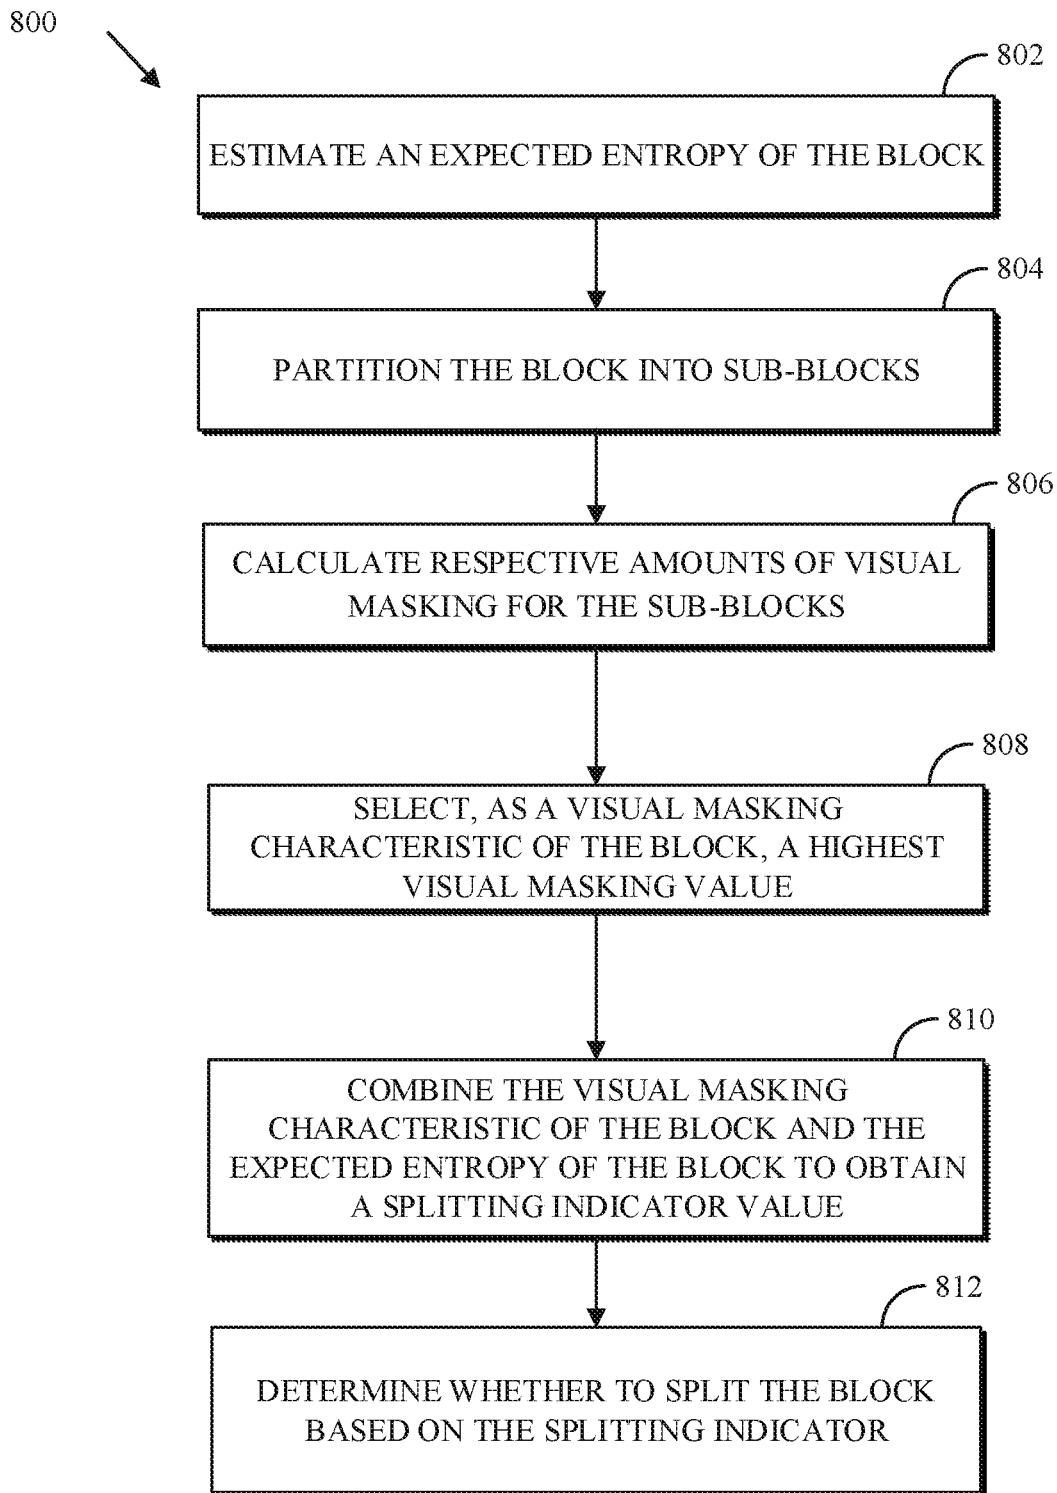 800
802
ESTIMATE AN EXPECTED ENTROPY OF THE BLOCK
804
PARTITION THE BLOCK INTO SUB-BLOCKS
806
CALCULATE RESPECTIVE AMOUNTS OF VISUAL
MASKING FOR THE SUB-BLOCKS
808
SELECT, AS A VISUAL MASKING
CHARACTERISTIC OF THE BLOCK, A HIGHEST
VISUAL MASKING VALUE
810
COMBINE THE VISUAL MASKING
CHARACTERISTIC OF THE BLOCK AND THE
EXPECTED ENTROPY OF THE BLOCK TO OBTAIN
A SPLITTING INDICATOR VALUE
812
DETERMINE WHETHER TO SPLIT THE BLOCK
BASED ON THE SPLITTING INDICATOR